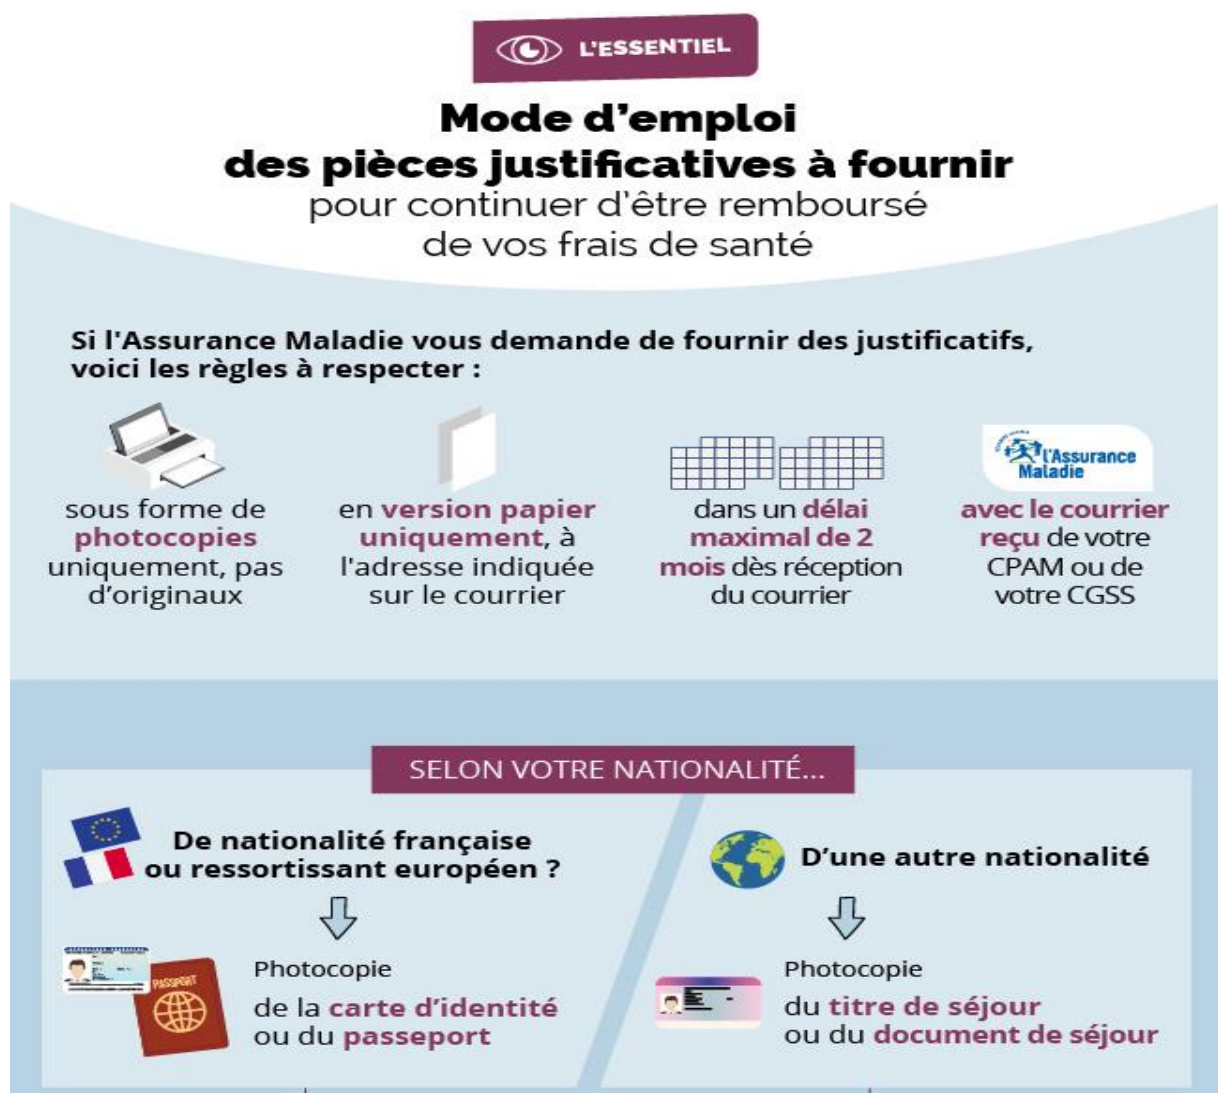 L'ESSENTIEL
Mode d'emploi
des pièces justificatives à fournir
pour continuer d'être remboursé
de vos frais de santé
Si l'Assurance Maladie vous demande de fournir des justificatifs,
voici les règles à respecter :
sous forme de
photocopies
uniquement, pas
d'originaux
en version papier
uniquement, à
l'adresse indiquée
sur le courrier
dans un délai
maximal de 2
mois dès réception
du courrier
l'Assurance
Maladie
avec le courrier
reçu de votre
CPAM ou de
votre CGSS
SELON VOTRE NATIONALITÉ...
De nationalité française
ou ressortissant européen ?
PASSPORT
Photocopie
de la carte d'identité
ou du passeport
D'une autre nationalité
Photocopie
du titre de séjour
ou du document de séjour